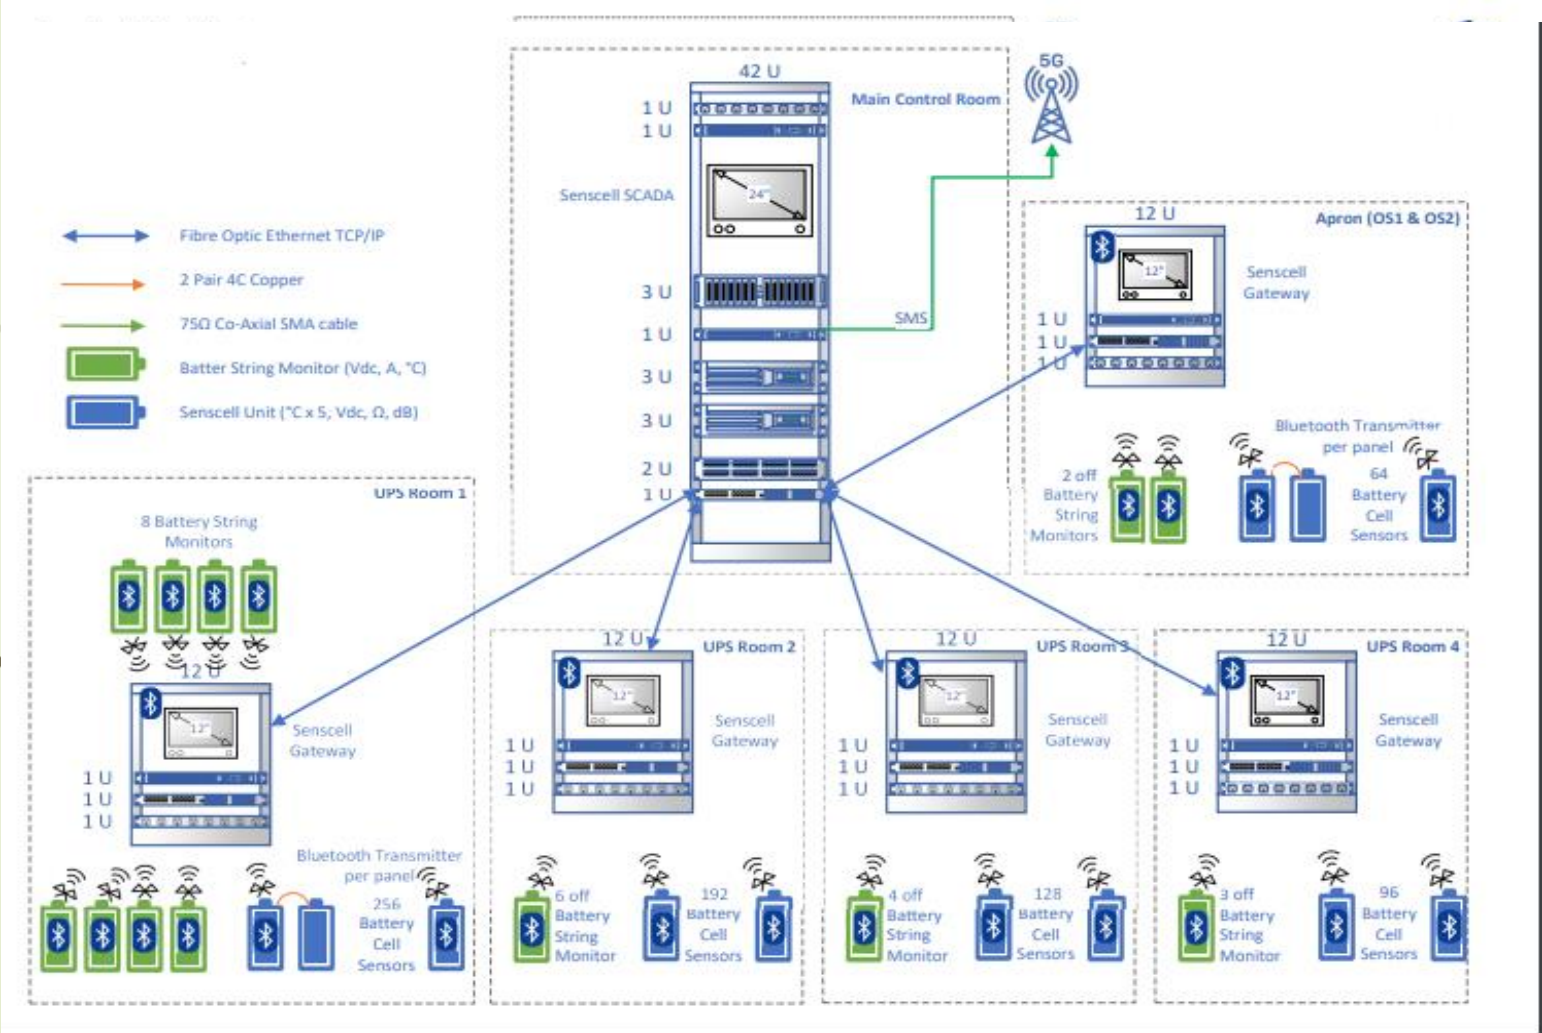 42 U
5G
Main Control Room
1 U
1 U
24"
Senscell SCADA
3 U
1 U
SMS
3 U
3 U
2 U
1 U
Fibre Optic Ethernet TCP/IP
2 Pair 4C Copper
75Ω Co-Axial SMA cable
Batter String Monitor (Vdc, A, °C)
Senscell Unit (°C x 5, Vdc, Ω, dB)
12 U
Apron (OS1 & OS2)
12"
Senscell
Gateway
1 U
1 U
1 U
Bluetooth Transmitter
per panel
2 off
Battery
String
Monitors
64
Battery
Cell
Sensors
UPS Room 1
8 Battery String
Monitors
12 U
12"
Senscell
Gateway
1 U
1 U
1 U
Bluetooth Transmitter
per panel
256
Battery
Cell
Sensors
12 U
UPS Room 2
12"
Senscell
Gateway
1 U
1 U
1 U
6 off
Battery
String
Monitor
192
Battery
Cell
Sensors
12 U
UPS Room 3
12"
Senscell
Gateway
1 U
1 U
1 U
4 off
Battery
String
Monitor
128
Battery
Cell
Sensors
12 U
UPS Room 4
12"
Senscell
Gateway
1 U
1 U
1 U
3 off
Battery
String
Monitor
96
Battery
Cell
Sensors